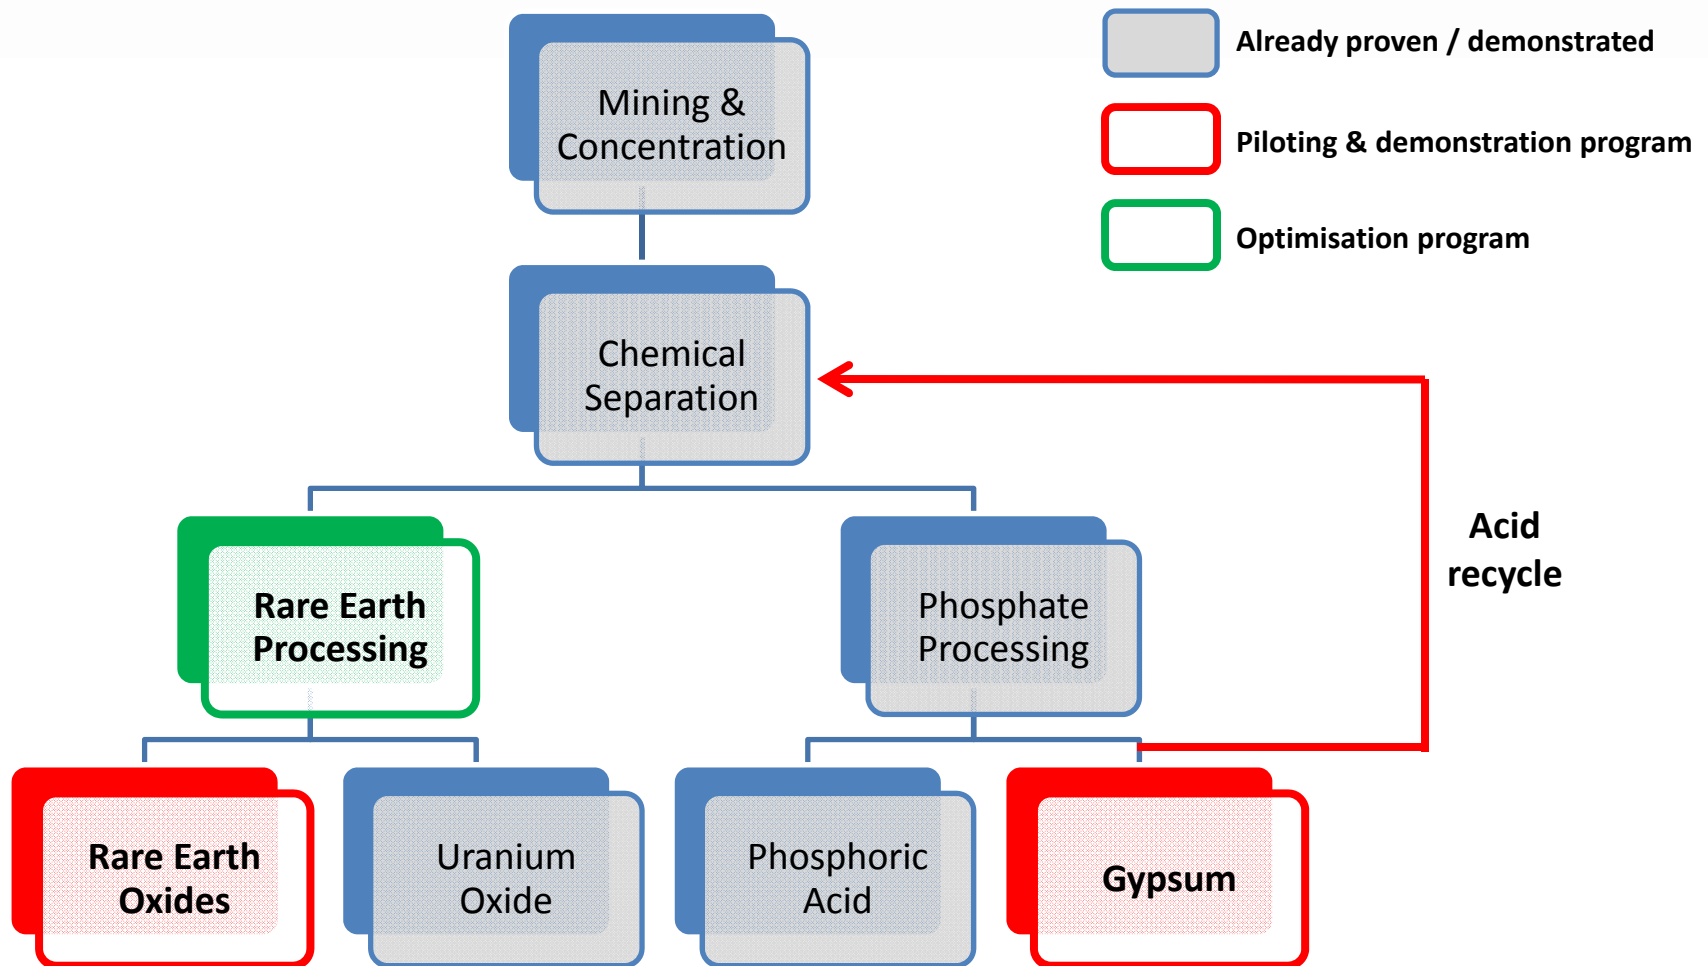 Mining &
Concentration
Already proven / demonstrated
Piloting & demonstration program
Optimisation program
Chemical
Separation
Acid
recycle
Rare Earth
Processing
Phosphate
Processing
Rare Earth
Oxides
Uranium
Oxide
Phosphoric
Acid
Gypsum